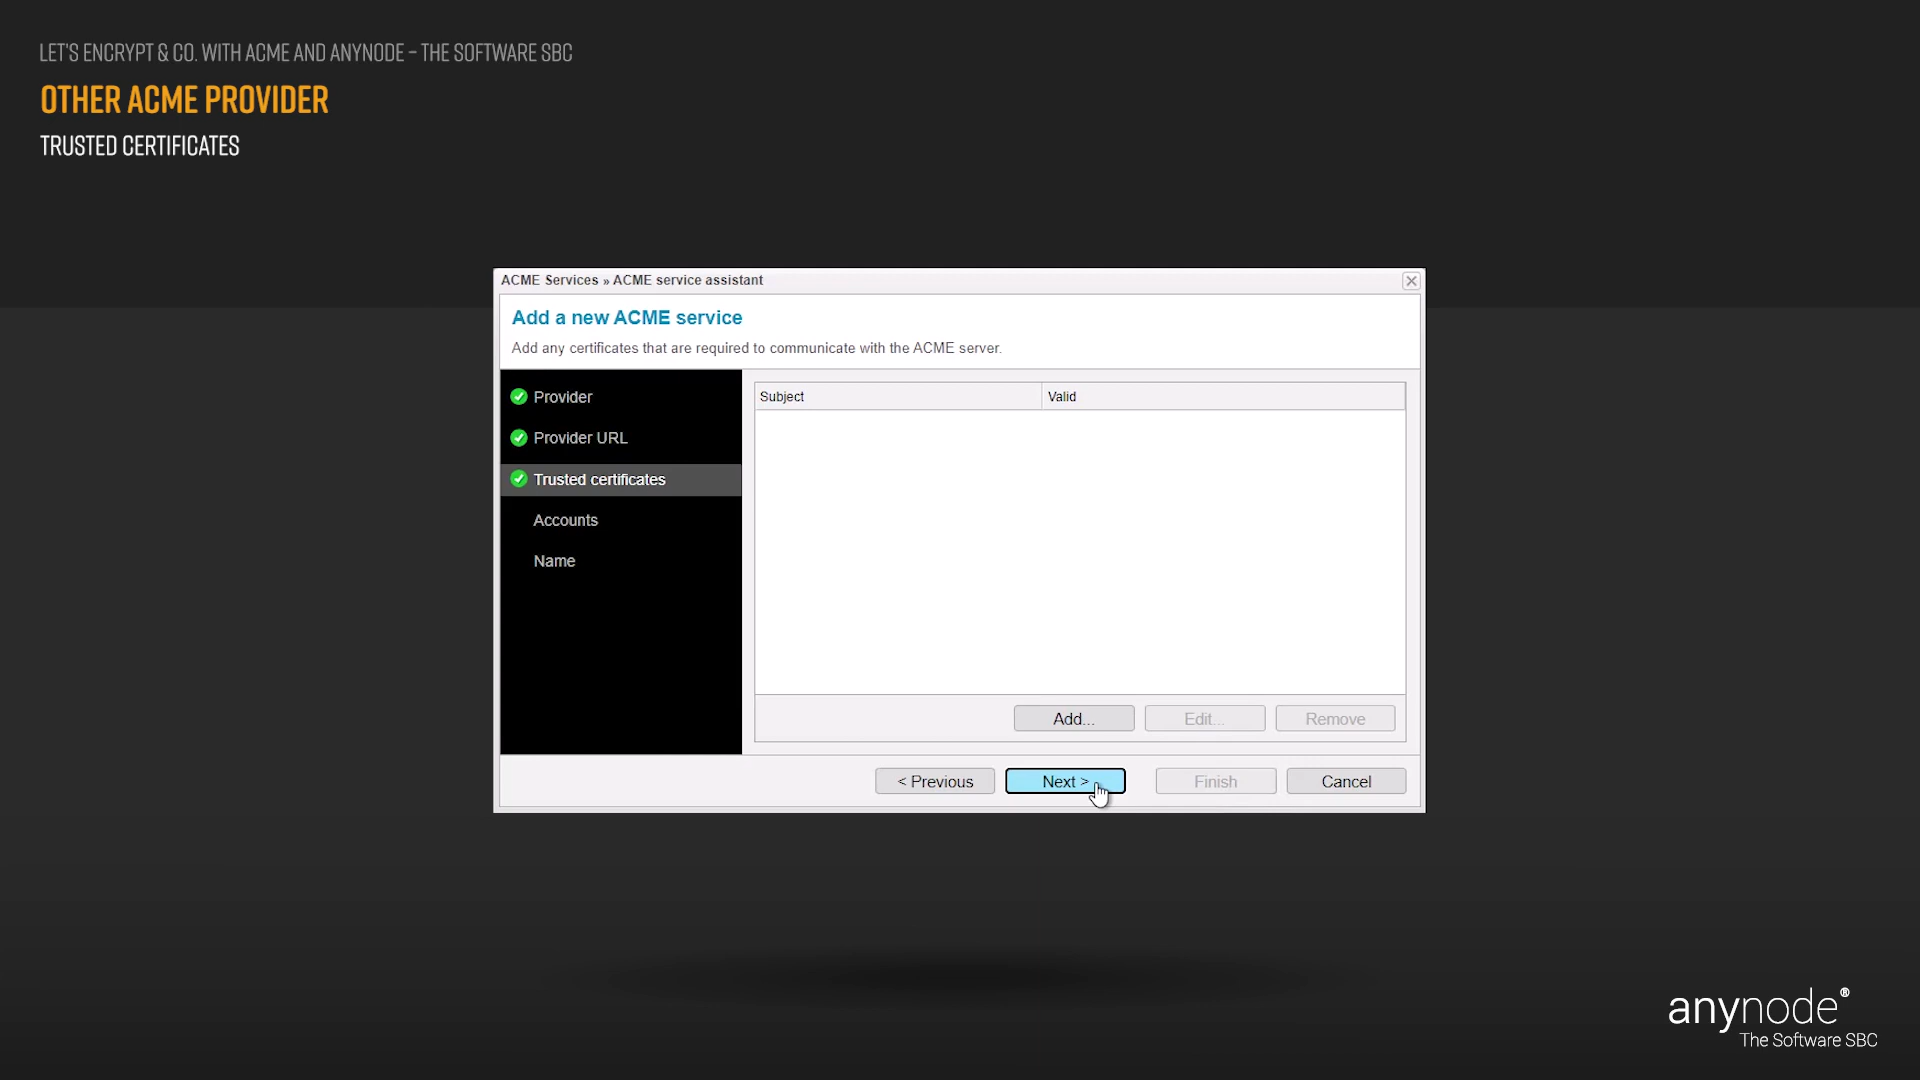 LET'S ENCRYPT & CO. WITH ACME AND ANYNODE – THE SOFTWARE SBC
OTHER ACME PROVIDER
TRUSTED CERTIFICATES
ACME Services » ACME service assistant
Add a new ACME service
Add any certificates that are required to communicate with the ACME server.
Provider
Provider URL
Trusted certificates
Accounts
Name
Subject Valid
Add... Edit... Remove
< Previous Next > Finish Cancel
anynode®
The Software SBC